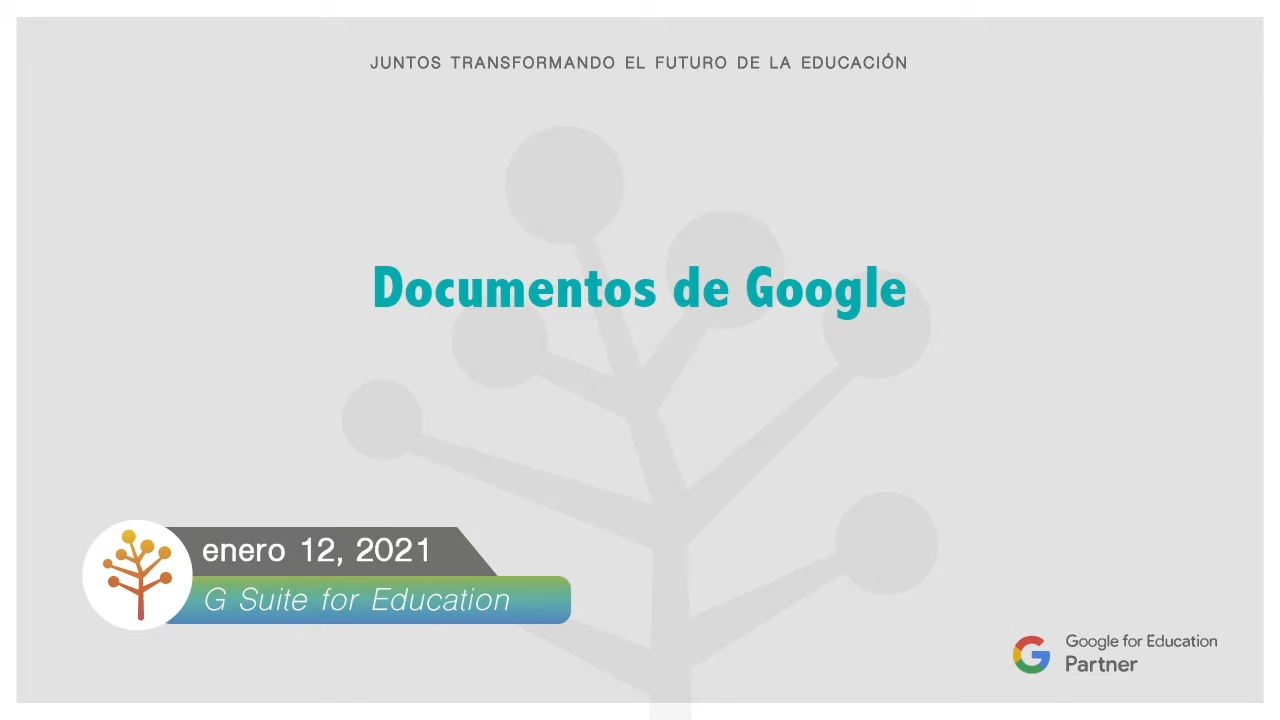 JUNTOS TRANSFORMANDO EL FUTURO DE LA EDUCACIÓN
Documentos de Google
enero 12, 2021
G Suite for Education
Google for Education
Partner